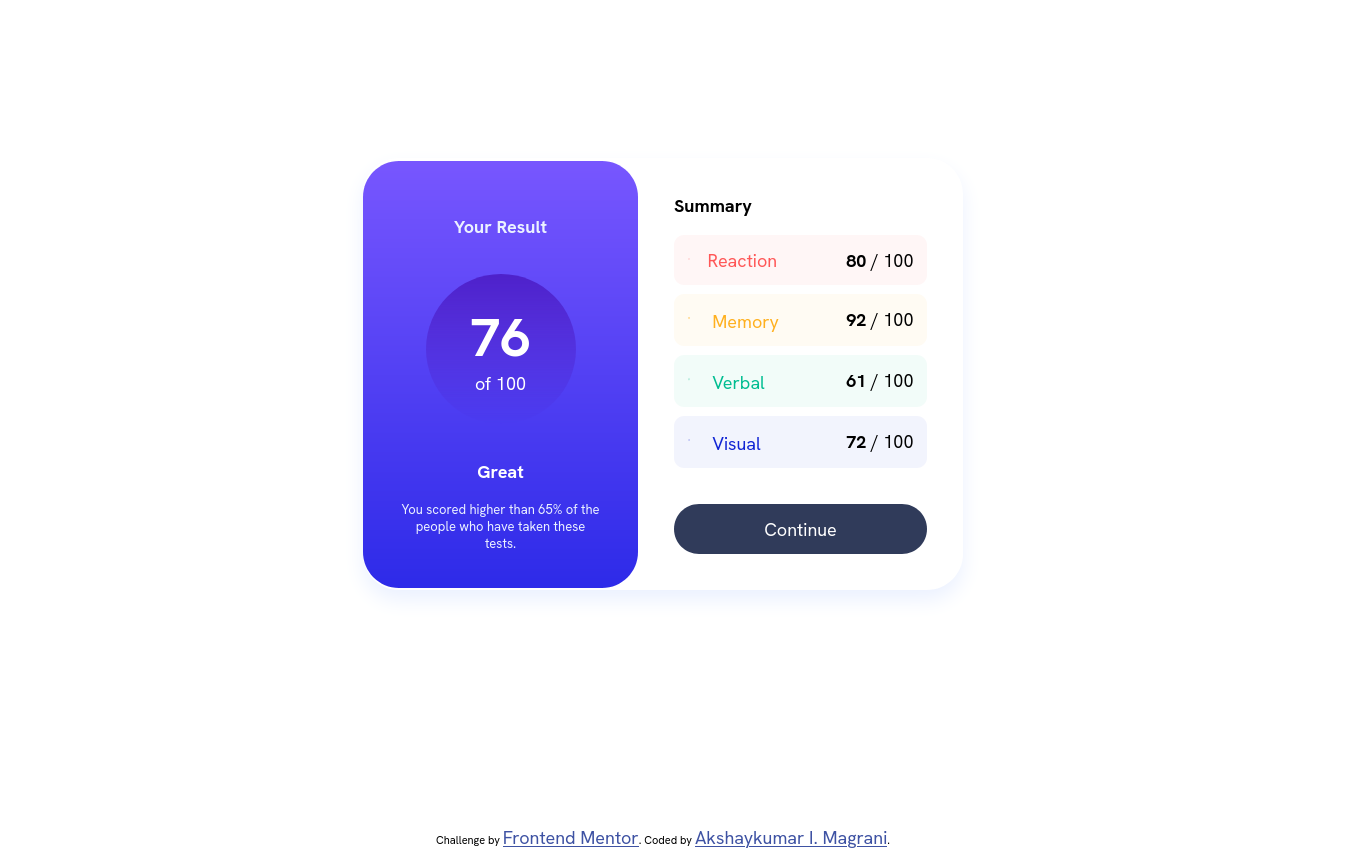 Your Result
76
of 100
Great
You scored higher than 65% of the
people who have taken these
tests.
Summary
Reaction 80 / 100
Memory 92 / 100
Verbal 61 / 100
Visual 72 / 100
Continue
Challenge by Frontend Mentor. Coded by Akshaykumar I. Magrani.